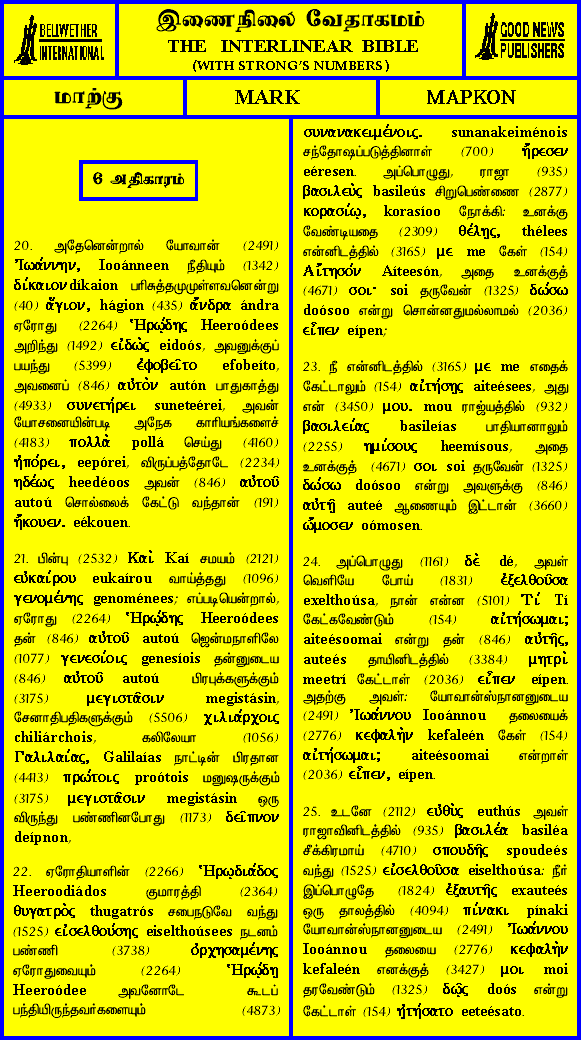 BELLWETHER
INTERNATIONAL
இணைநிலை வேதாகமம்
THE INTERLINEAR BIBLE
(WITH STRONG'S NUMBERS)
GOOD NEWS
PUBLISHERS
மாற்கு
MARK
ΜΑΡΚΟΝ
6 அதிகாரம்
20. அதேனென்றால் யோவான் (2491)
Ἰωάννην, Iooánneen நீதியும் (1342)
δίκαιον díkaion பரிசுத்தமுமுள்ளவனென்று
(40) ἅγιον, hágion (435) ἄνδρα ándra
ஏரோது (2264) Ἡρῴδης Heeroódees
அறிந்து (1492) εἰδὼς eidoós, அவனுக்குப்
பயந்து (5399) ἐφοβεῖτο efobeíto,
அவனைப் (846) αὐτὸν autón பாதுகாத்து
(4933) συνετήρει suneteérei, அவன்
யோசனையின்படி அநேக காரியங்களைச்
(4183) πολλὰ pollá செய்து (4160)
ἠπόρει, eepórei, விருப்பத்தோடே (2234)
ηδέως heedéoos அவன் (846) αὐτοῦ
autoú சொல்லைக் கேட்டு வந்தான் (191)
ἤκουεν. eékouen.
21. பின்பு (2532) Καὶ Kaí சமயம் (2121)
εὐκαίρου eukaírou வாய்த்தது (1096)
γενομένης genoménees; எப்படியென்றால்,
ஏரோது (2264) Ἡρῴδης Heeroódees
தன் (846) αὐτοῦ autoú ஜென்மநாளிலே
(1077) γενεσίοις genesíois தன்னுடைய
(846) αὐτοῦ autoú பிரபுக்களுக்கும்
(3175) μεγιστᾶσιν megistásin,
சேனாதிபதிகளுக்கும் (5506) χιλιάρχοις
chiliárchois, கலிலேயா (1056)
Γαλιλαίας, Galilaías நாட்டின் பிரதான
(4413) πρώτοις proótois மனுஷருக்கும்
(3175) μεγιστᾶσιν megistásin ஒரு
விருந்து பண்ணினபோது (1173) δεῖπνον
deípnon,
22. ஏரோதியாளின் (2266) Ἡρῳδιάδος
Heeroodiádos குமாரத்தி (2364)
θυγατρὸς thugatrós சபைநடுவே வந்து
(1525) εἰσελθούσης eiselthoúsees நடனம்
பண்ணி (3738) ὀρχησαμένης
ஏரோதுவையும் (2264) Ἡρῴδῃ
Heeroódee அவனோடே கூடப்
பந்தியிருந்தவர்களையும் (4873)
συνανακειμένοις. sunanakeiménois
சந்தோஷப்படுத்தினாள் (700) ἤρεσεν
eéresen. அப்பொழுது, ராஜா (935)
βασιλεὺς basileús சிறுபெண்ணை (2877)
κορασίῳ, korasíoo நோக்கி: உனக்கு
வேண்டியதை (2309) θέλῃς, thélees
என்னிடத்தில் (3165) με me கேள் (154)
Αἴτησόν Aíteesón, அதை உனக்குத்
(4671) σοι· soi தருவேன் (1325) δώσω
doósoo என்று சொன்னதுமல்லாமல் (2036)
εἶπεν eípen;
23. நீ என்னிடத்தில் (3165) με me எதைக்
கேட்டாலும் (154) αἰτήσῃς aiteésees, அது
என் (3450) μου. mou ராஜ்யத்தில் (932)
βασιλείας basileías பாதியானாலும்
(2255) ημίσους heemísous, அதை
உனக்குத் (4671) σοι soi தருவேன் (1325)
δώσω doósoo என்று அவளுக்கு (846)
αὐτῇ auteé ஆணையும் இட்டான் (3660)
ὤμοσεν oómosen.
24. அப்பொழுது (1161) δὲ dé, அவள்
வெளியே போய் (1831) ἐξελθοῦσα
exelthoúsa, நான் என்ன (5101) Τί Tí
கேட்கவேண்டும் (154) αἰτήσωμαι;
aiteésoomai என்று தன் (846) αὐτῆς,
auteés தாயினிடத்தில் (3384) μητρὶ
meetrí கேட்டாள் (2036) εἶπεν eípen.
அதற்கு அவள்: யோவான்ஸ்நானனுடைய
(2491) Ἰωάννου Iooánnou தலையைக்
(2776) κεφαλὴν kefaleén கேள் (154)
αἰτήσωμαι; aiteésoomai என்றாள்
(2036) εἶπεν, eípen.
25. உடனே (2112) εὐθὺς euthús அவள்
ராஜாவினிடத்தில் (935) βασιλέα basiléa
சீக்கிரமாய் (4710) σπουδῆς spoudeés
வந்து (1525) εἰσελθοῦσα eiselthoúsa: நீர்
இப்பொழுதே (1824) ἐξαυτῆς exauteés
ஒரு தாலத்தில் (4094) πίνακι pínaki
யோவான்ஸ்நானனுடைய (2491) Ἰωάννου
Iooánnou தலையை (2776) κεφαλὴν
kefaleén எனக்குத் (3427) μοι moi
தரவேண்டும் (1325) δῷς doós என்று
கேட்டாள் (154) ᾐτήσατο eeteésato.